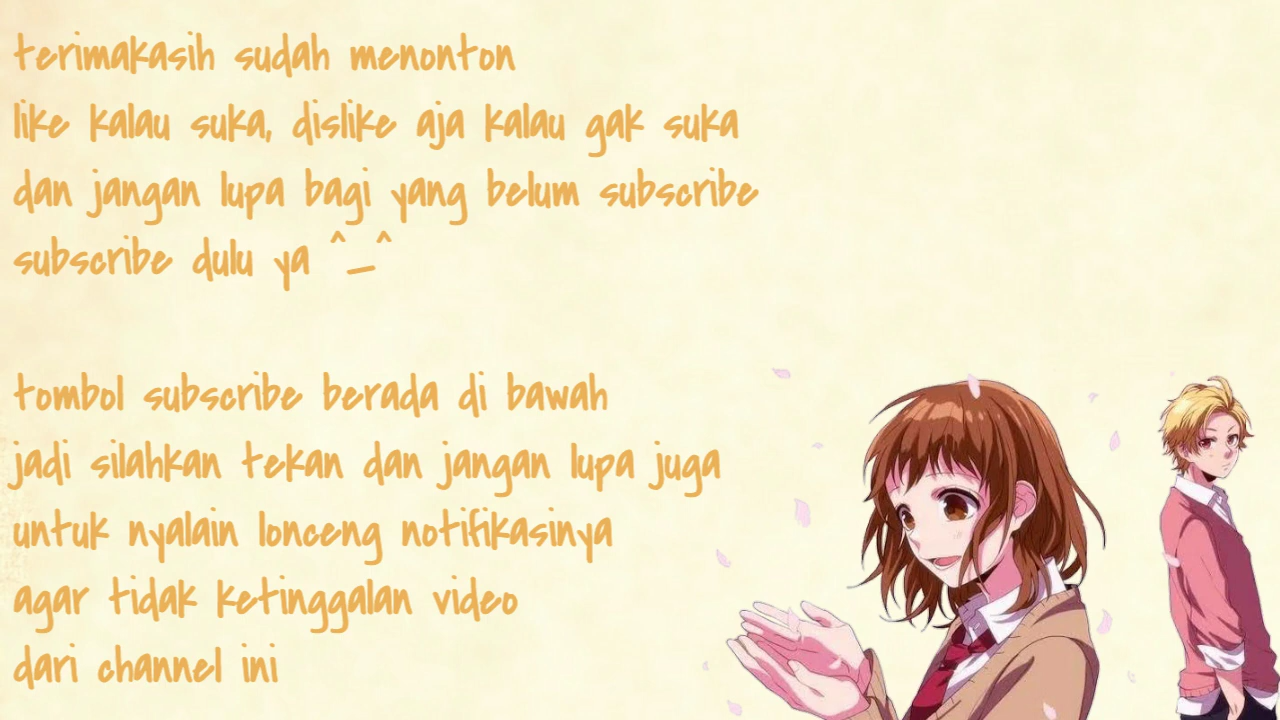 terimakasih sudah menonton
like kalau suka, dislike aja kalau gak suka
dan jangan lupa bagi yang belum subscribe
subscribe dulu ya ^_^
tombol subscribe berada di bawah
jadi silahkan tekan dan jangan lupa juga
untuk nyalain lonceng notifikasinya
agar tidak ketinggalan video
dari channel ini